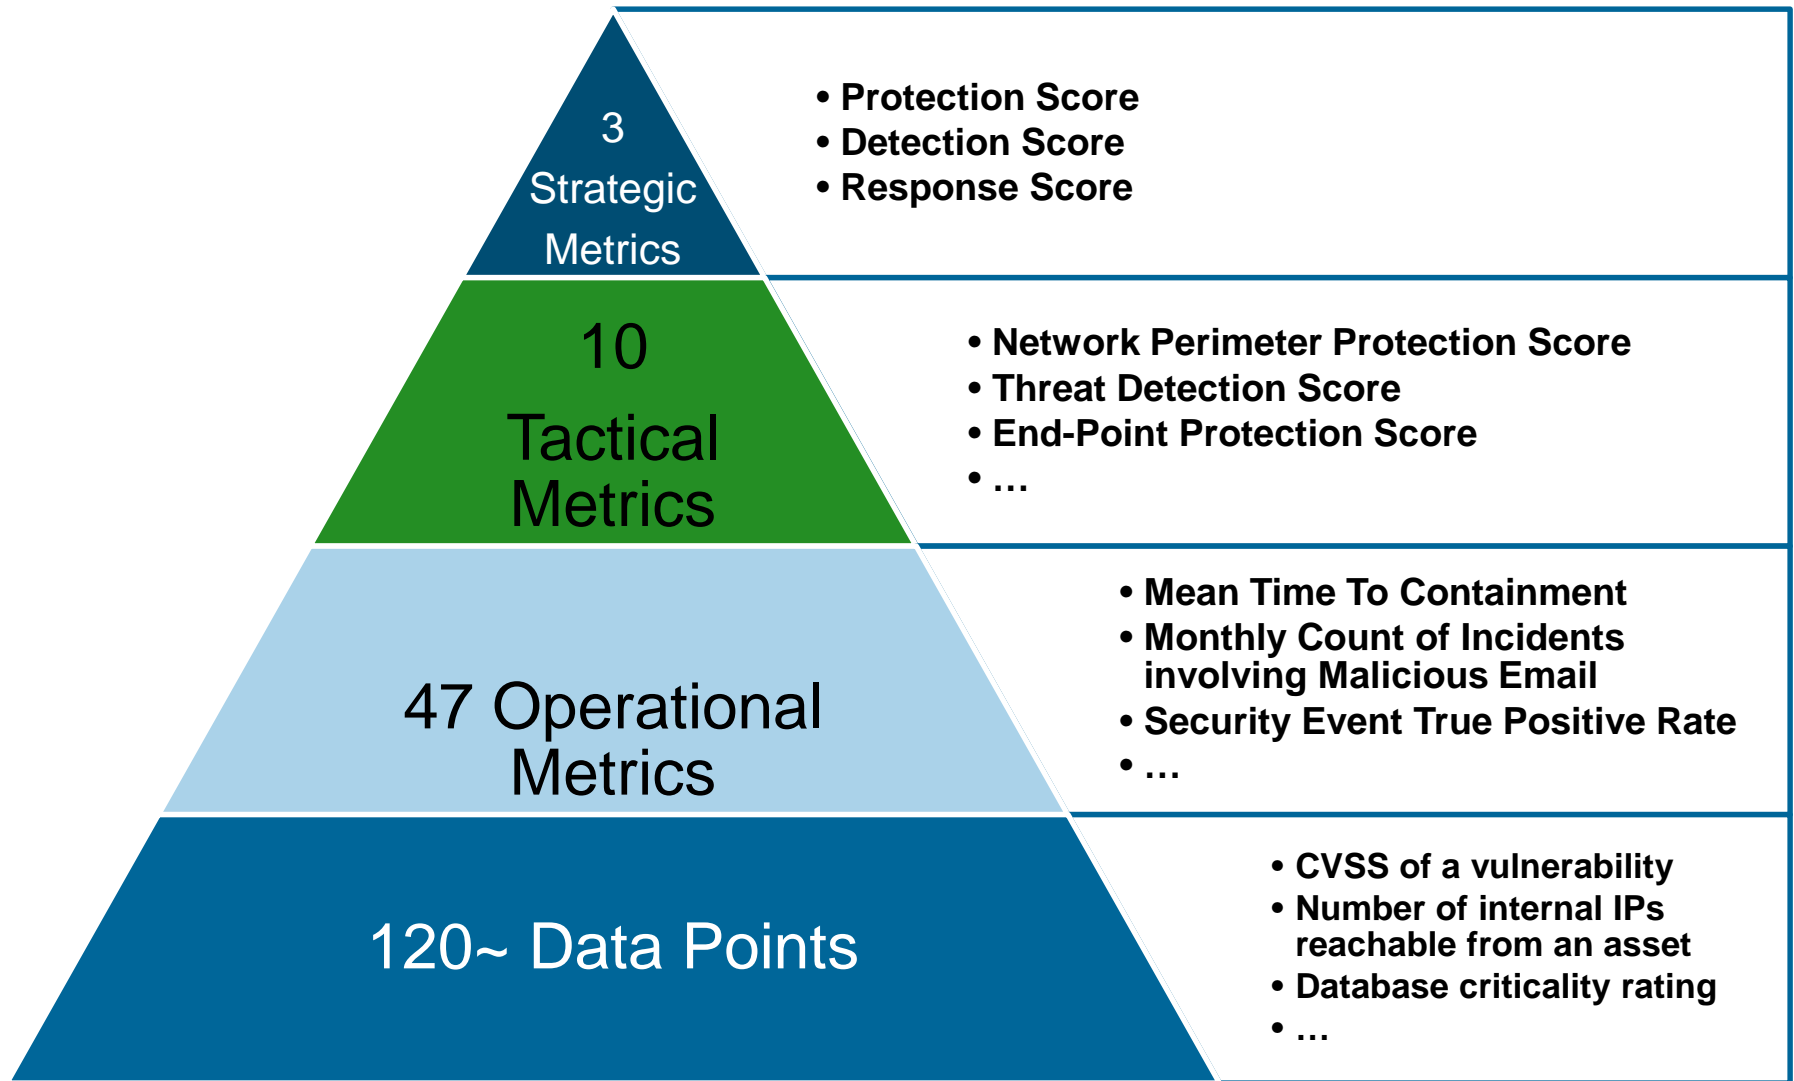 3
Strategic
Metrics
• Protection Score
• Detection Score
• Response Score
10
Tactical
Metrics
• Network Perimeter Protection Score
• Threat Detection Score
• End-Point Protection Score
• …
47 Operational
Metrics
• Mean Time To Containment
• Monthly Count of Incidents
involving Malicious Email
• Security Event True Positive Rate
• …
120~ Data Points
• CVSS of a vulnerability
• Number of internal IPs
reachable from an asset
• Database criticality rating
• …